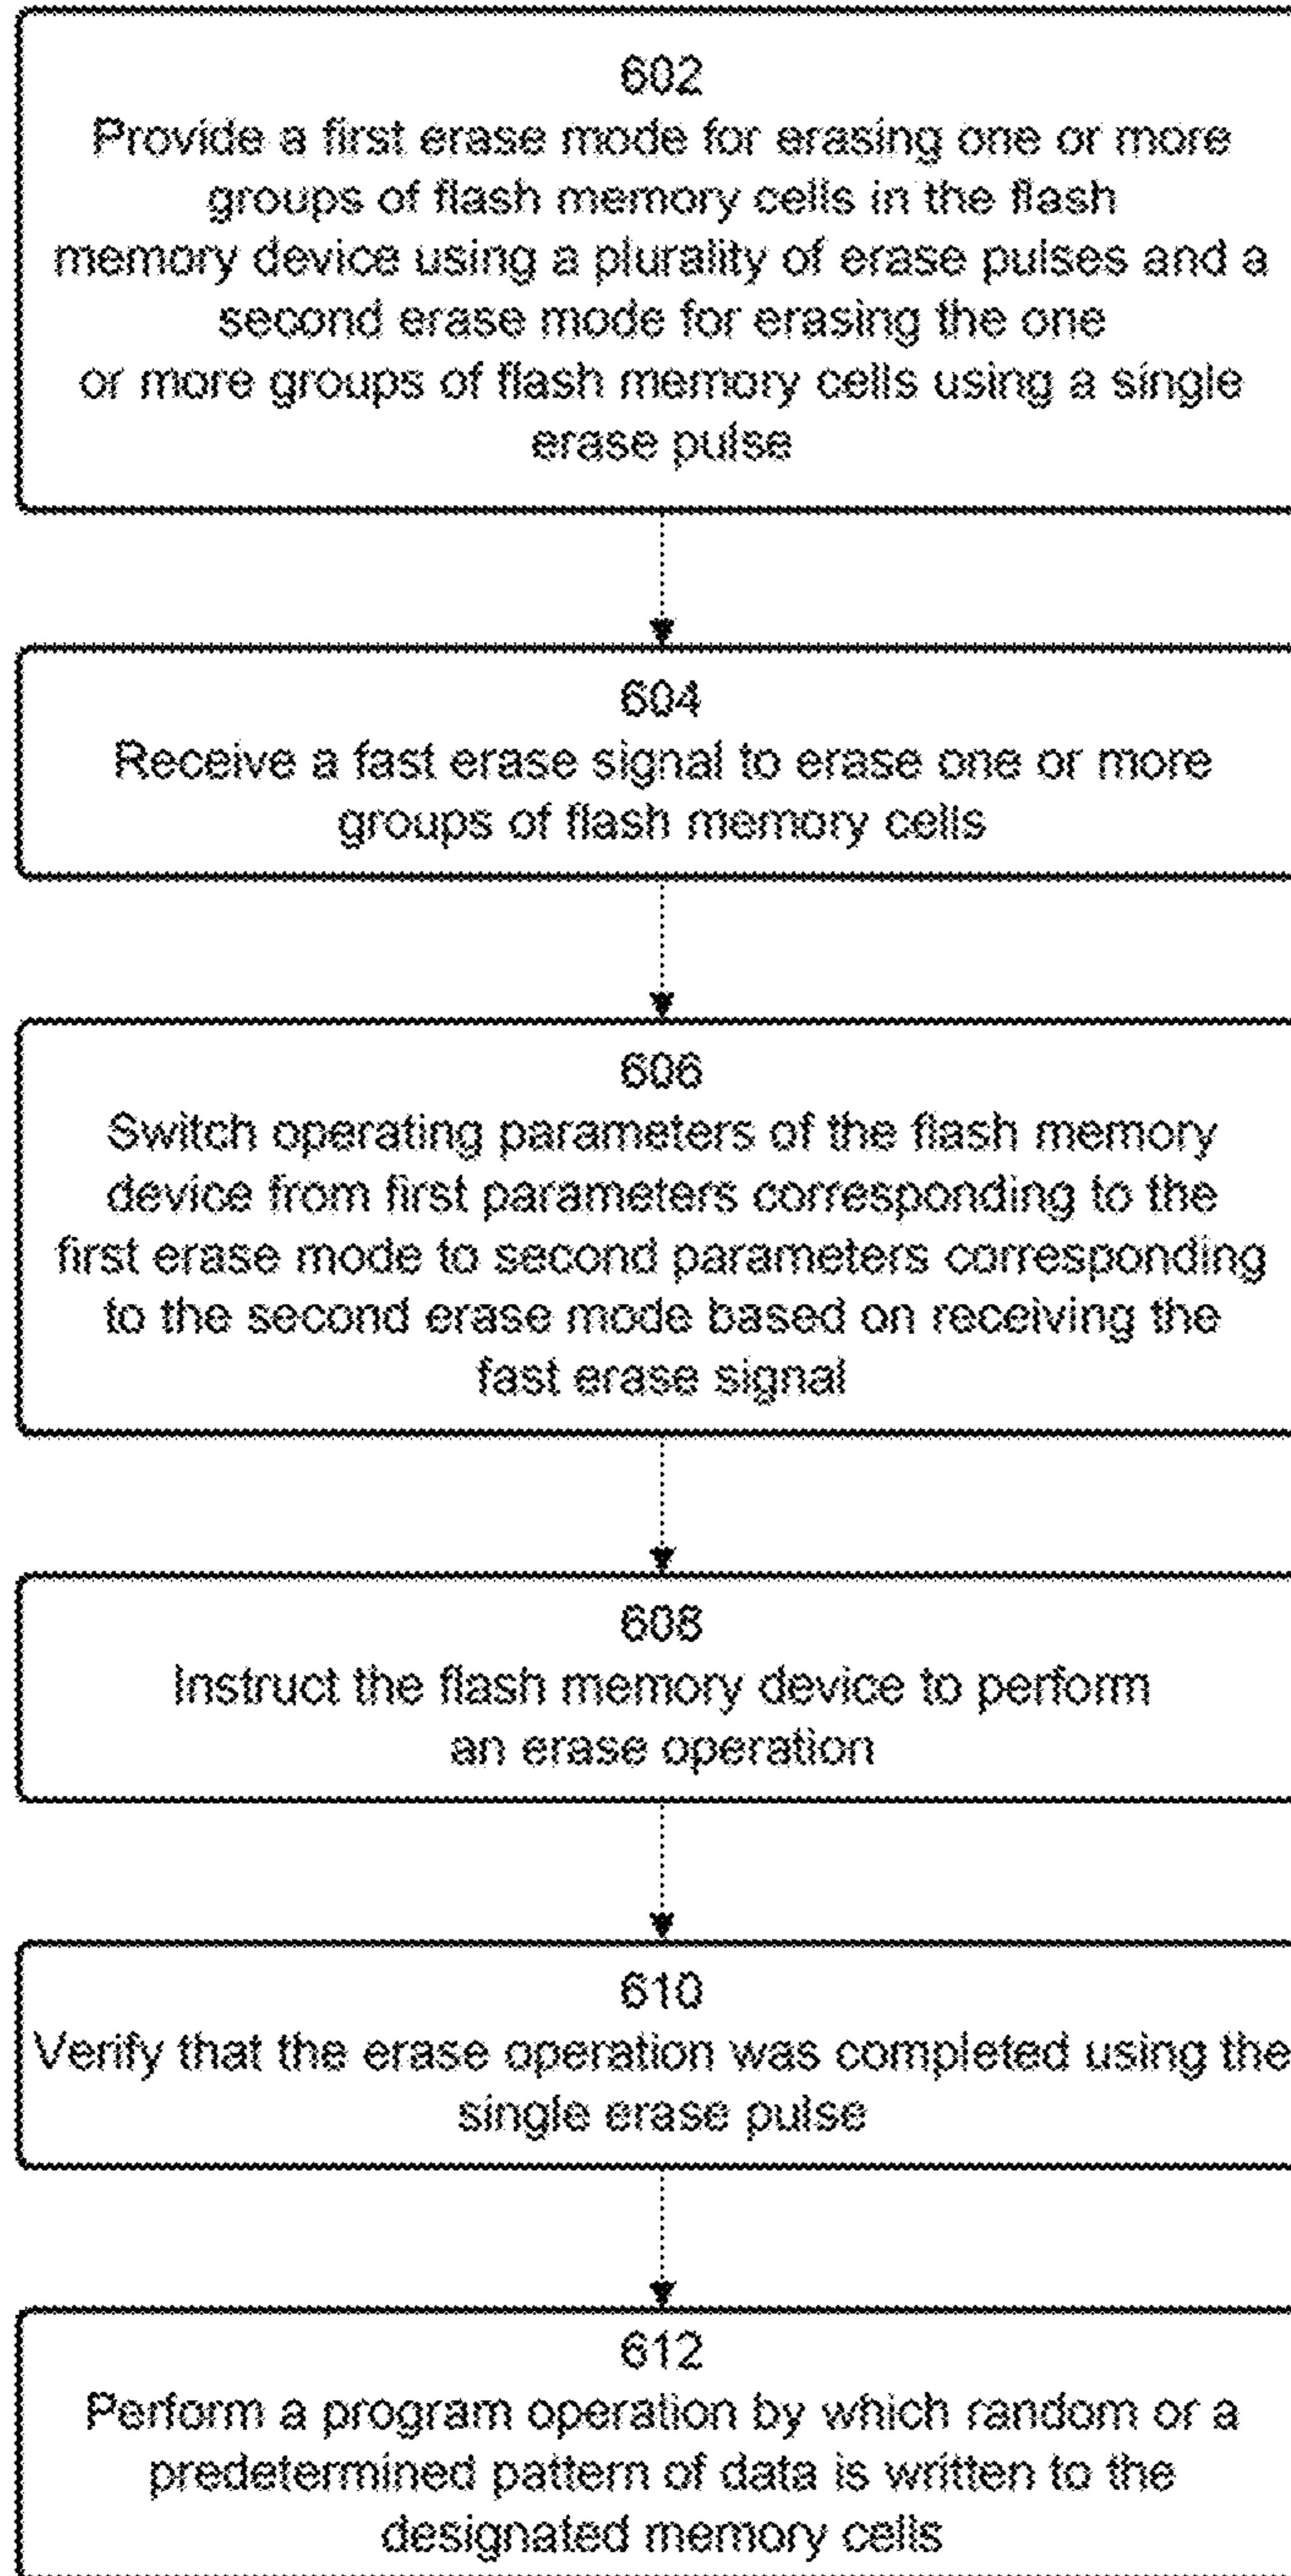 602
Provide a first erase mode for erasing one or more
groups of flash memory cells in the flash
memory device using a plurality of erase pulses and a
second erase mode for erasing the one
or more groups of flash memory cells using a single
erase pulse
604
Receive a fast erase signal to erase one or more
groups of flash memory cells
606
Switch operating parameters of the flash memory
device from first parameters corresponding to the
first erase mode to second parameters corresponding
to the second erase mode based on receiving the
fast erase signal
608
Instruct the flash memory device to perform
an erase operation
610
Verify that the erase operation was completed using the
single erase pulse
612
Perform a program operation by which random or a
predetermined pattern of data is written to the
designated memory cells